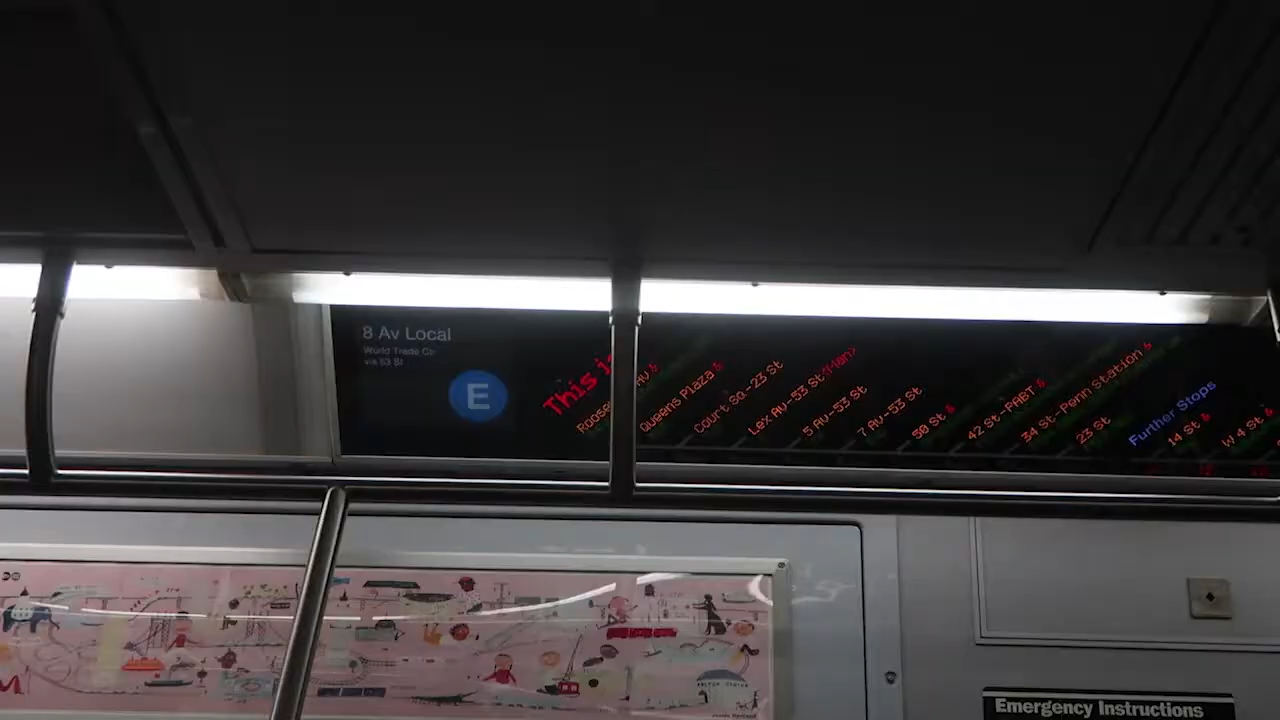 8 Av Local
World Trade Ctr
via 53 St
E
This is
Roose Av
Queens Plaza
Court Sq-23 St
Lex Av-53 St
5 Av-53 St
7 Av-53 St
50 St
42 St-PABT
34 St-Penn Station
23 St
Further Stops
14 St
W 4 St
Emergency Instructions